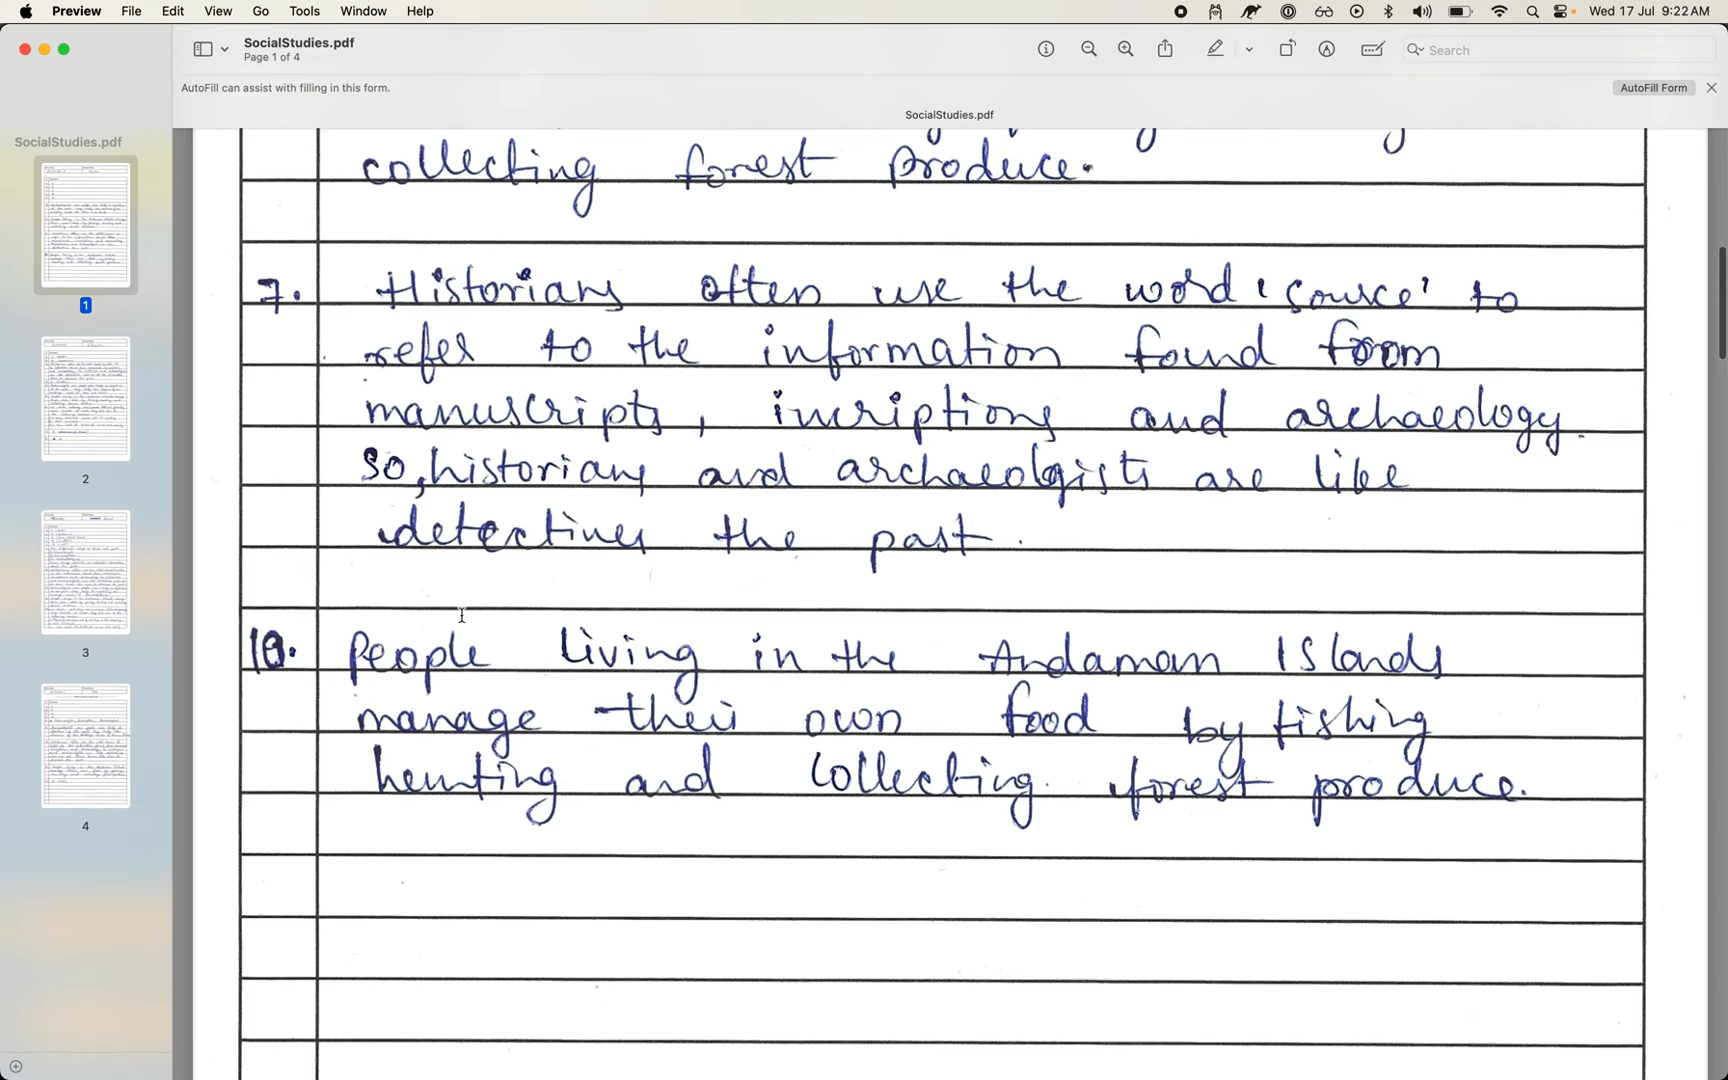 Preview File Edit View Go Tools Window Help Wed 17 Jul 9:22 AM
SocialStudies.pdf
Page 1 of 4
Search
AutoFill can assist with filling in this form.
AutoFill Form
SocialStudies.pdf
SocialStudies.pdf
1
2
3
4
collecting forest produce.
7. Historians often use the word 'source' to
refer to the information found from
manuscripts, incriptions and archaeology.
So, historians and archaeologists are like
detectives the past.
10. People living in the Andaman Islands
manage their own food by fishing
hunting and collecting forest produce.